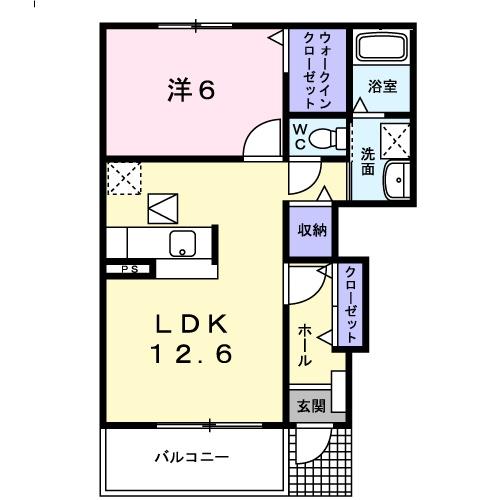 洋6
ウォークイン
クローゼット
浴室
WC
洗面
収納
PS
クローゼット
LDK
12.6
ホール
玄関
バルコニー